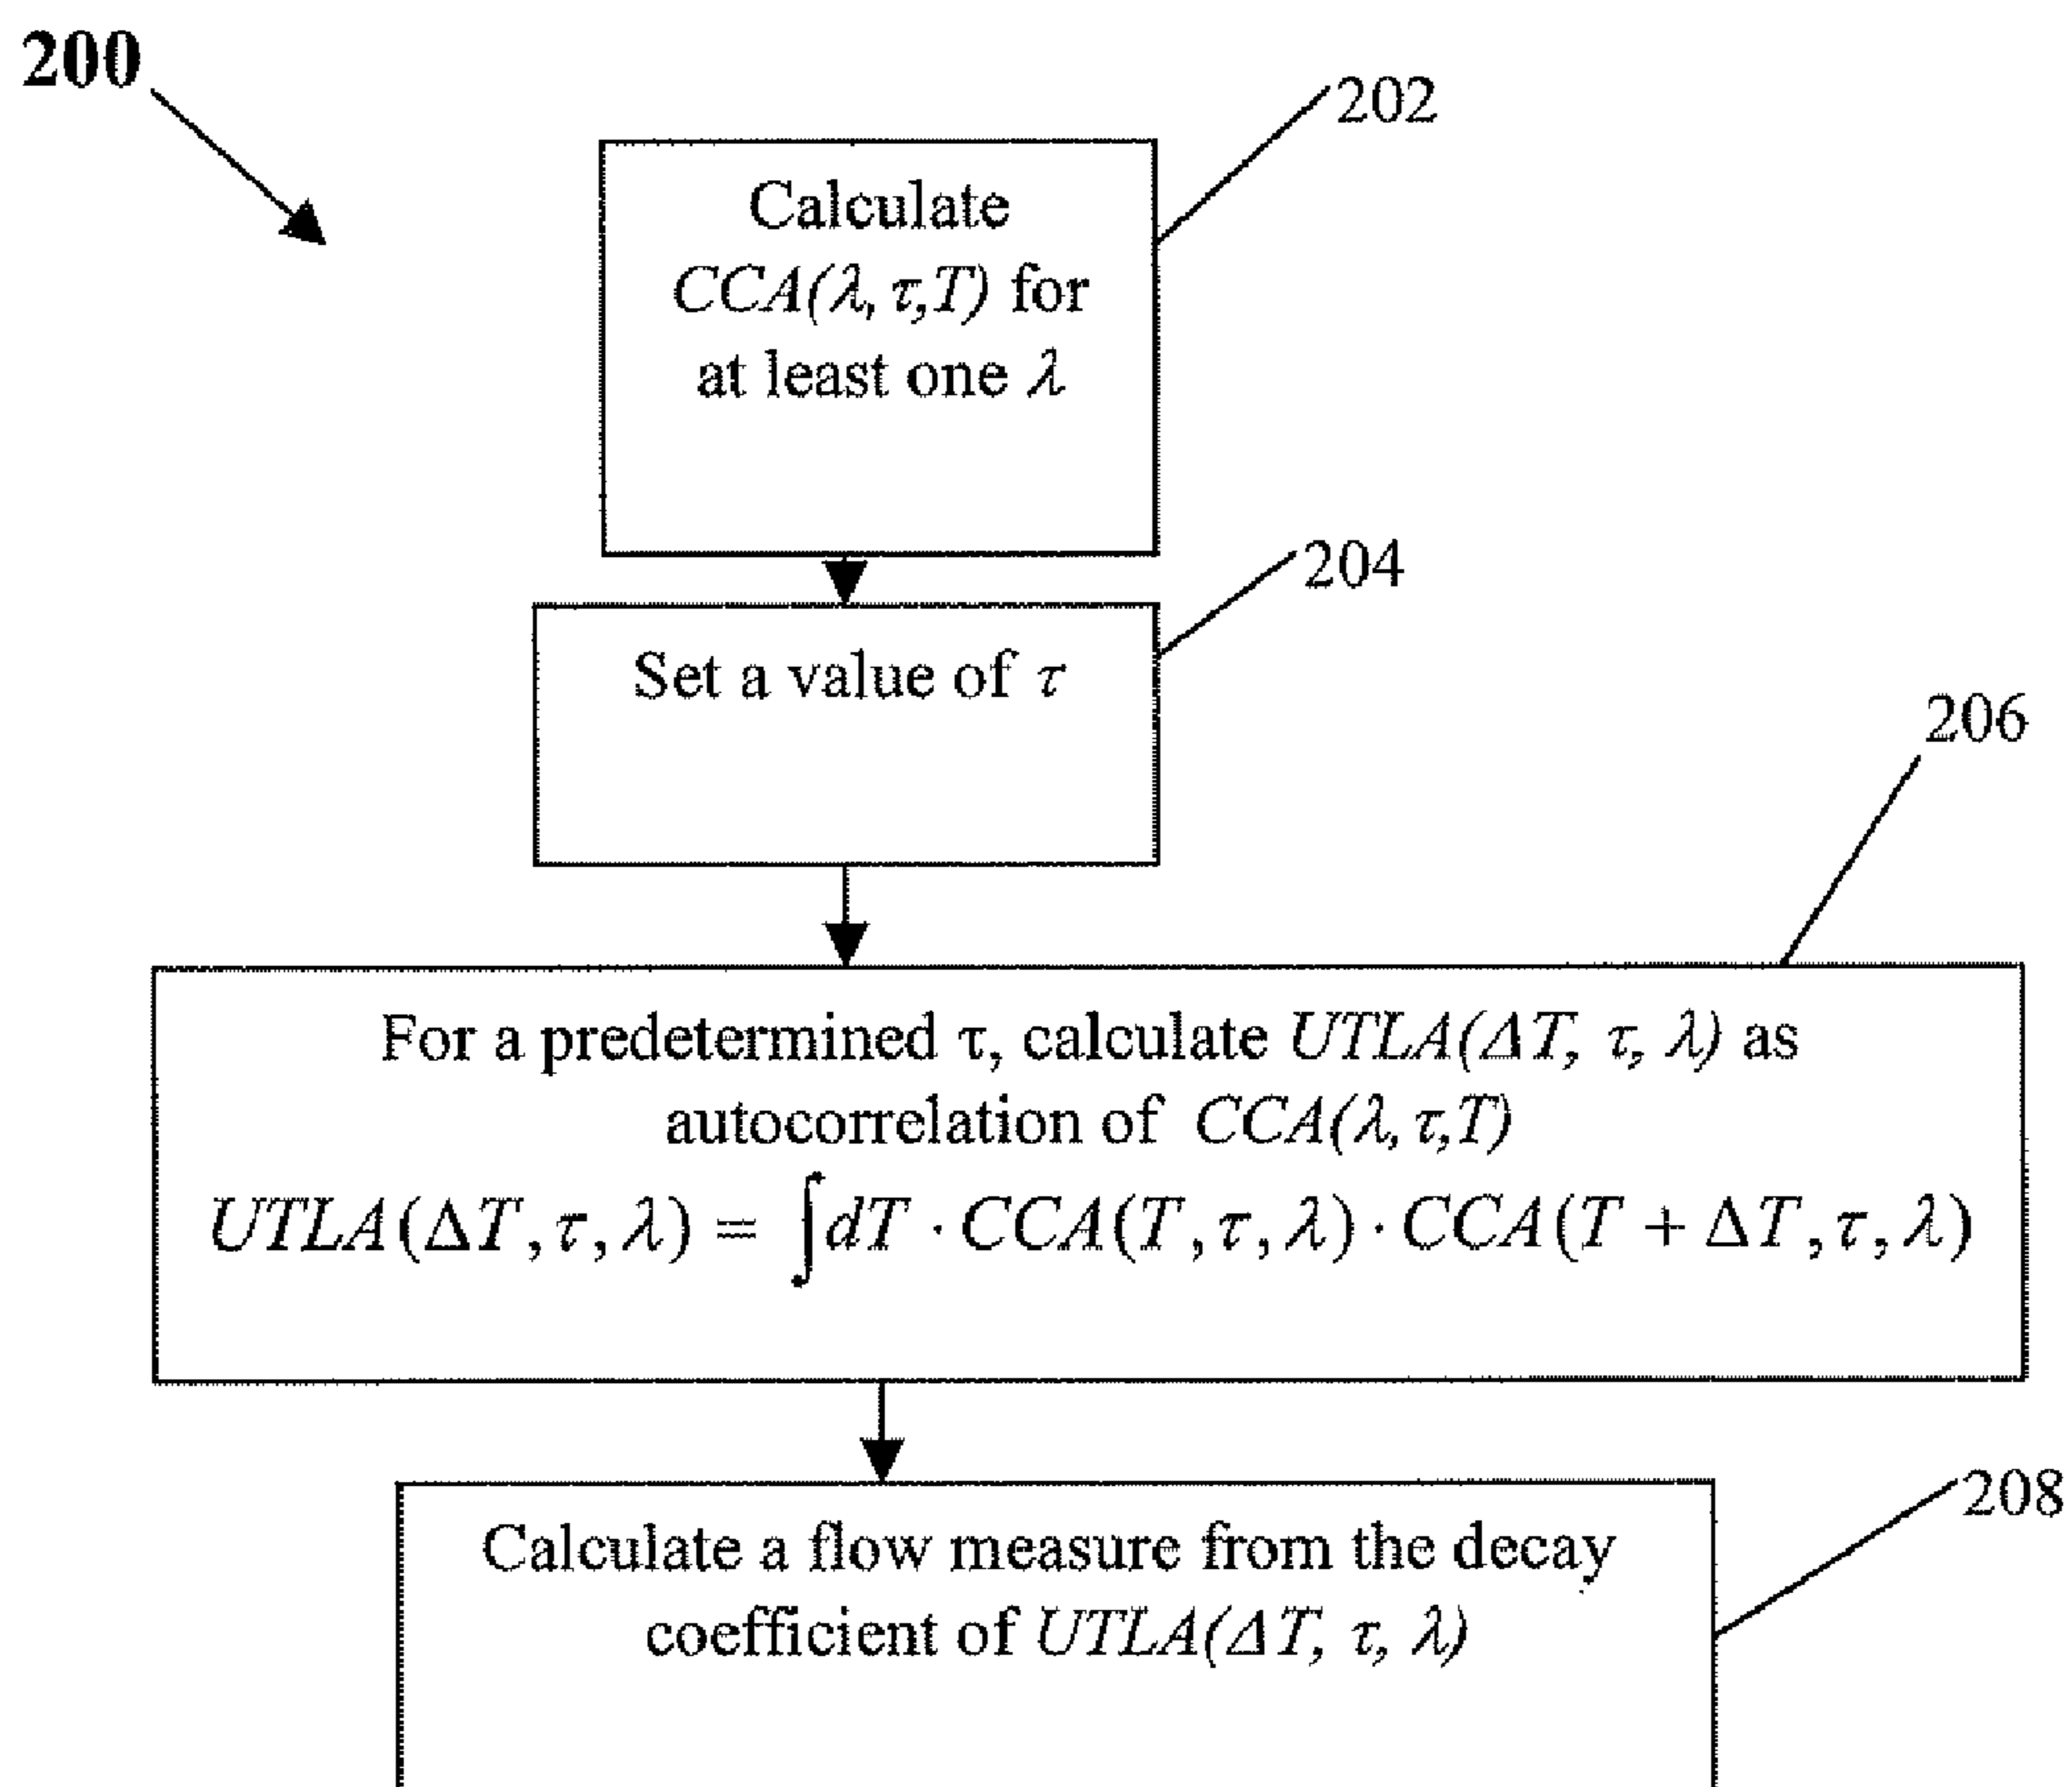 200
202
Calculate
CCA(λ, τ,T) for
at least one λ
204
Set a value of τ
206
For a predetermined τ, calculate UTLA(ΔT, τ, λ) as
autocorrelation of CCA(λ, τ,T)
UTLA(ΔT,τ,λ) = ∫dT · CCA(T,τ,λ) · CCA(T + ΔT,τ,λ)
208
Calculate a flow measure from the decay
coefficient of UTLA(ΔT, τ, λ)